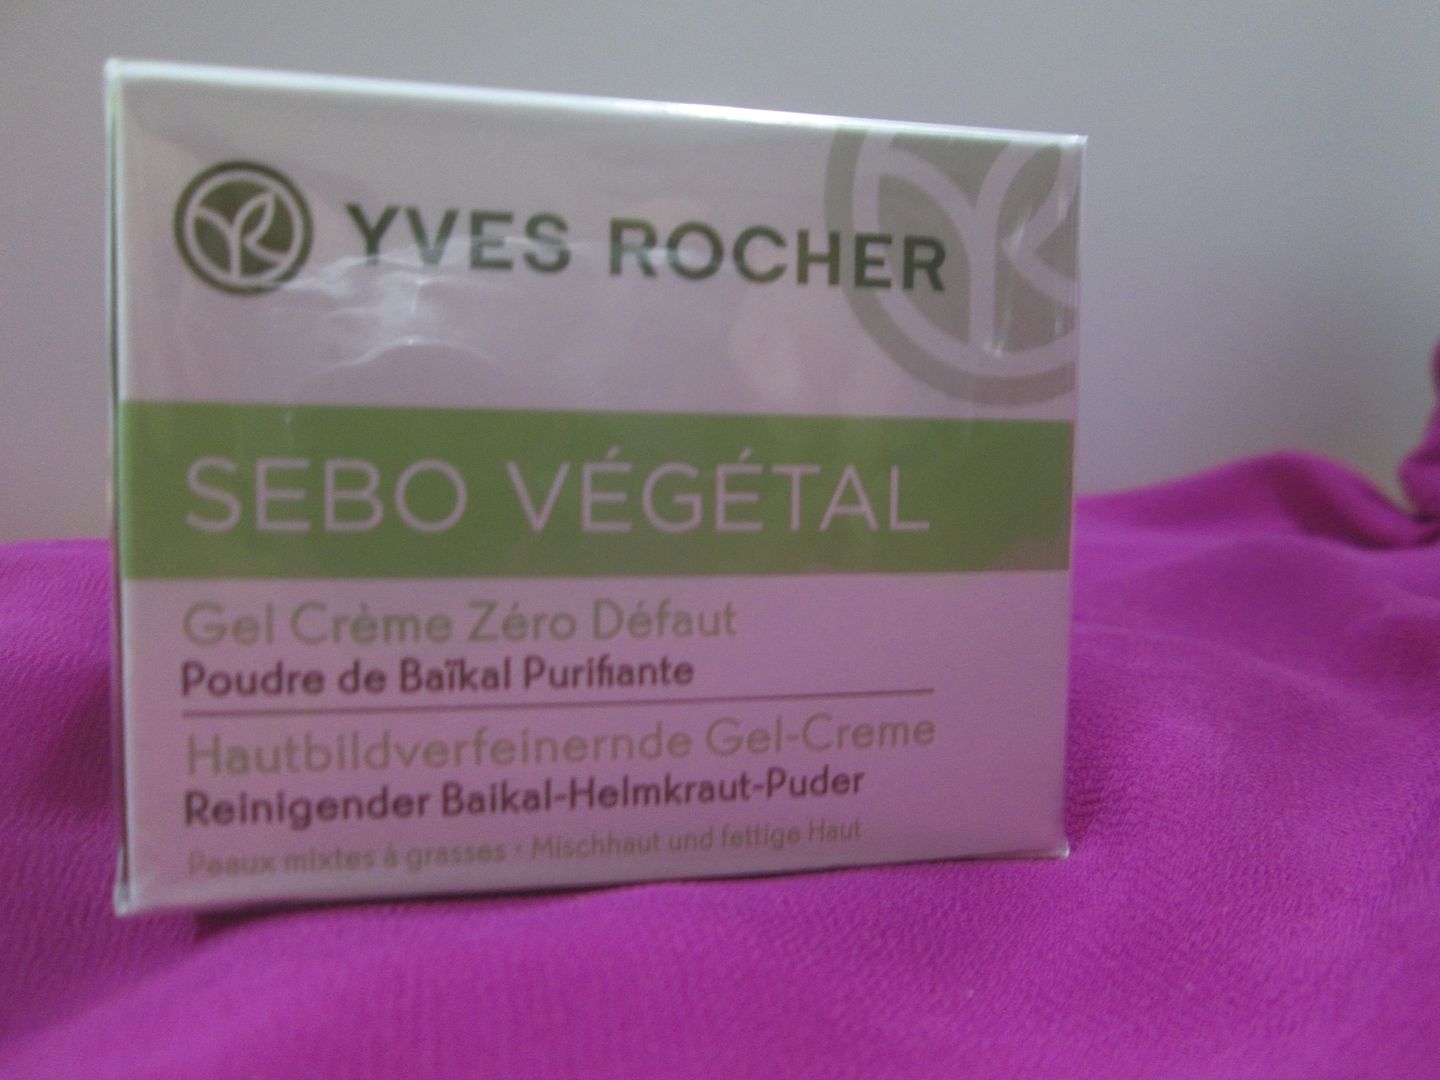 YVES ROCHER
SEBO VÉGÉTAL
Gel Crème Zéro Défaut
Poudre de Baïkal Purifiante
Hautbildverfeinernde Gel-Creme
Reinigender Baikal-Helmkraut-Puder
Peaux mixtes à grasses • Mischhaut und fettige Haut